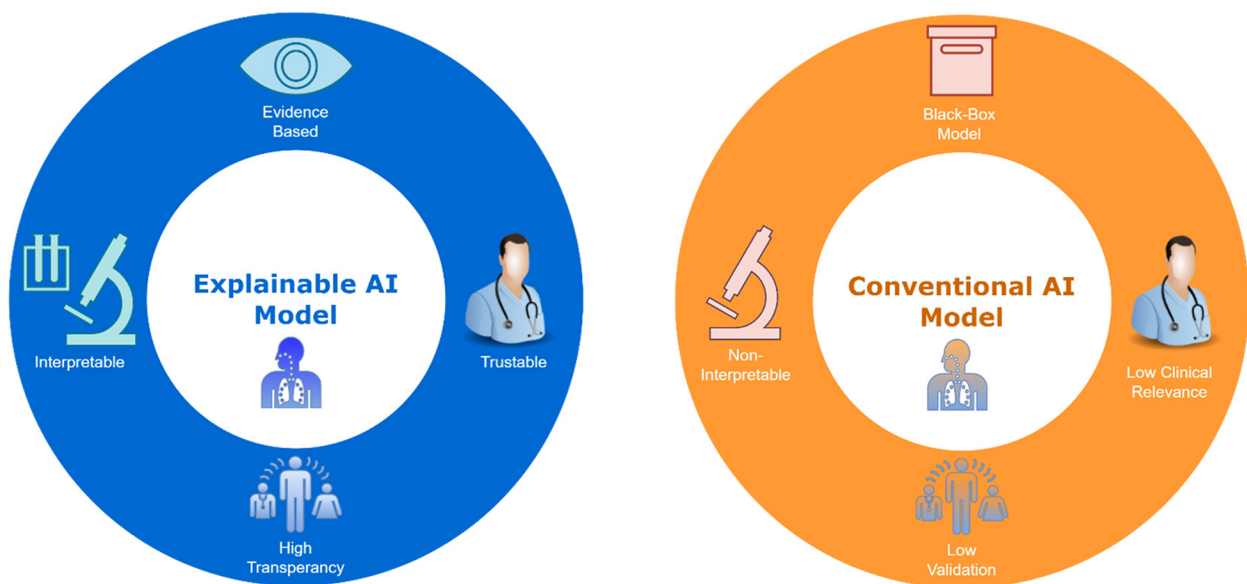 Evidence
Based
Explainable AI
Model
Interpretable
Trustable
High
Transperancy
Black-Box
Model
Conventional AI
Model
Non-
Interpretable
Low Clinical
Relevance
Low
Validation